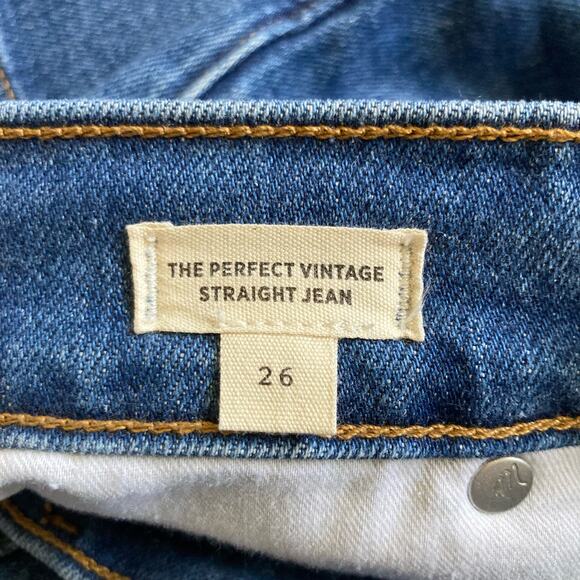 THE PERFECT VINTAGE
STRAIGHT JEAN
26